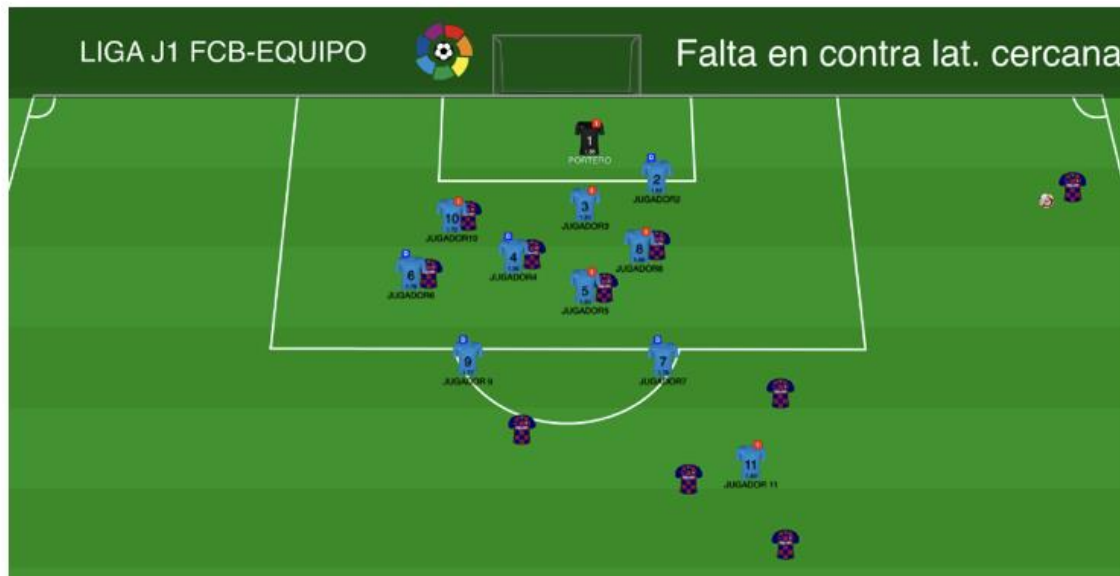 LIGA J1 FCB-EQUIPO
Falta en contra lat. cercana
1
PORTERO
D
2
JUGADOR2
3
JUGADOR3
10
JUGADOR10
D
4
JUGADOR4
8
JUGADOR8
D
6
JUGADOR6
5
JUGADOR5
D
9
JUGADOR 9
D
7
JUGADOR7
11
JUGADOR 11